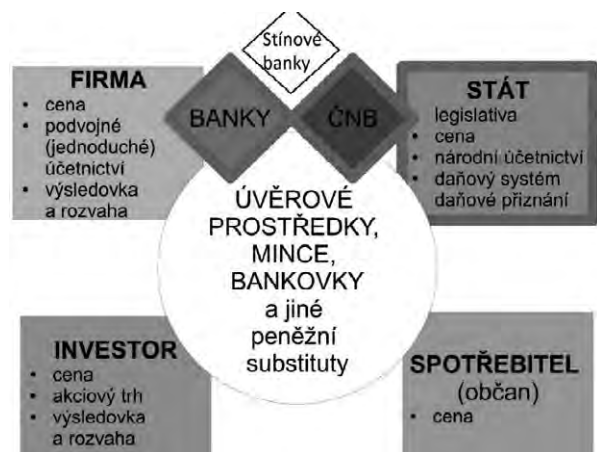 Stínové
banky
FIRMA
• cena
• podvojné
(jednoduché)
účetnictví
• výsledovka
a rozvaha
BANKY
ČNB
STÁT
legislativa
• cena
• národní účetnictví
• daňový systém
daňové přiznání
ÚVĚROVÉ
PROSTŘEDKY,
MINCE,
BANKOVKY
a jiné
peněžní
substituty
INVESTOR
• cena
• akciový trh
• výsledovka
a rozvaha
SPOTŘEBITEL
(občan)
• cena